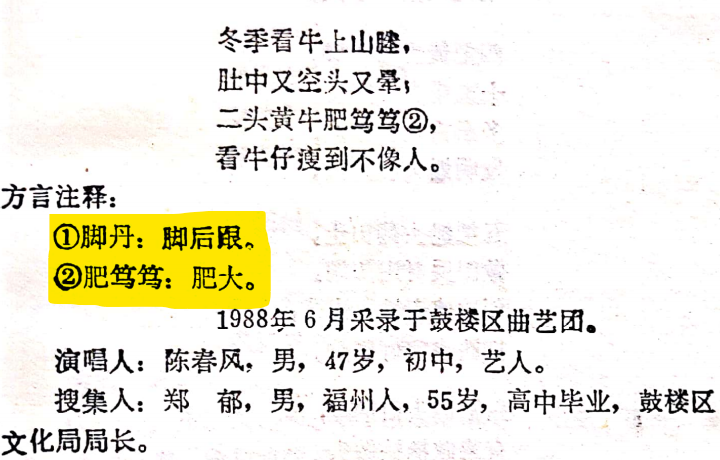 冬季看牛上山塍，
肚中又空头又晕；
二头黄牛肥笃笃②，
看牛仔瘦到不像人。
方言注释：
①脚丹：脚后跟。
②肥笃笃：肥大。
1988年6月采录于鼓楼区曲艺团。
演唱人：陈春风，男，47岁，初中，艺人。
搜集人：郑　郁，男，福州人，55岁，高中毕业，鼓楼区
文化局局长。